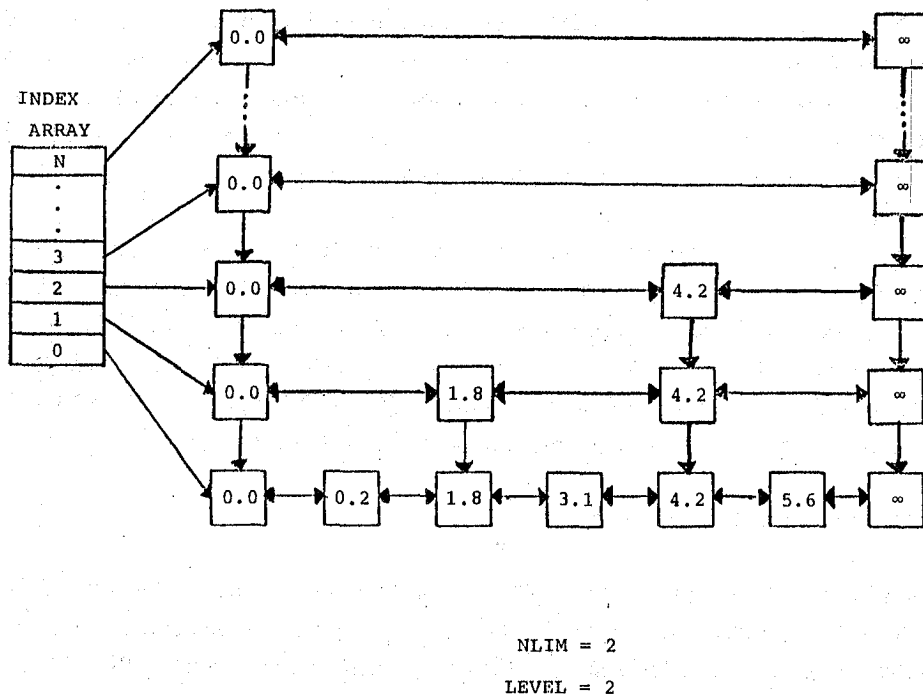 0.0 ∞
INDEX
ARRAY
N
.
.
.
3
2
1
0
0.0 ∞
0.0 4.2 ∞
0.0 1.8 4.2 ∞
0.0 0.2 1.8 3.1 4.2 5.6 ∞
NLIM = 2
LEVEL = 2